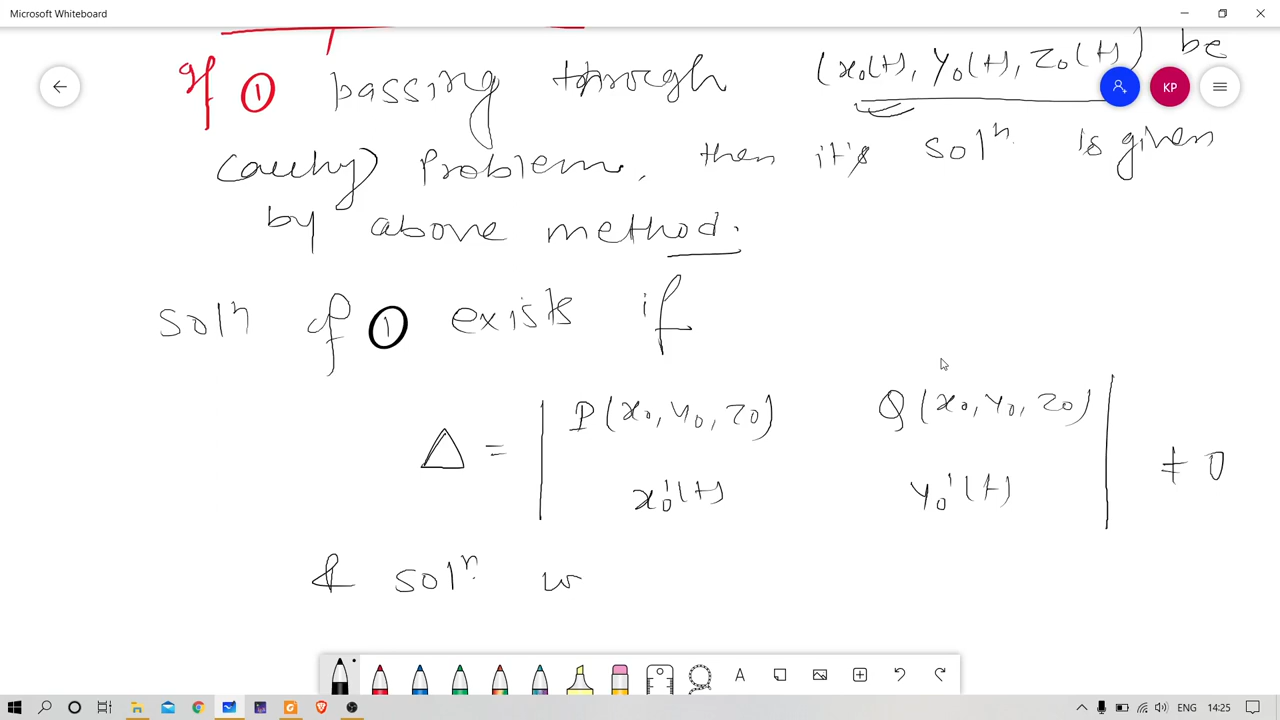 Microsoft Whiteboard
If ① passing through (x₀(t), y₀(t), z₀(t)) be
KP
Cauchy Problem, then it's solⁿ is given
by above method.
solⁿ of ① exists if
Δ = | P(x₀, y₀, z₀) Q(x₀, y₀, z₀) |
| x₀'(t) y₀'(t) | ≠ 0
& solⁿ w
A
ENG 14:25